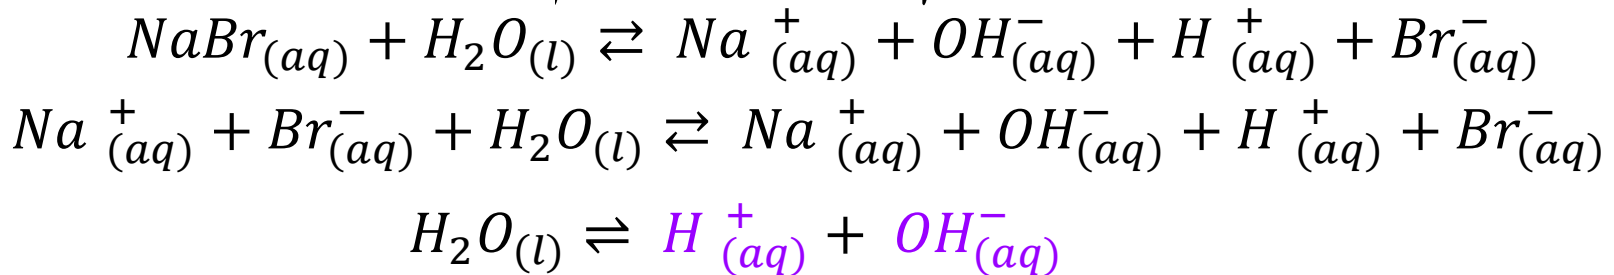 NaBr(aq) + H₂O(l) ⇄ Na⁺(aq) + OH⁻(aq) + H⁺(aq) + Br⁻(aq)
Na⁺(aq) + Br⁻(aq) + H₂O(l) ⇄ Na⁺(aq) + OH⁻(aq) + H⁺(aq) + Br⁻(aq)
H₂O(l) ⇌ H⁺(aq) + OH⁻(aq)